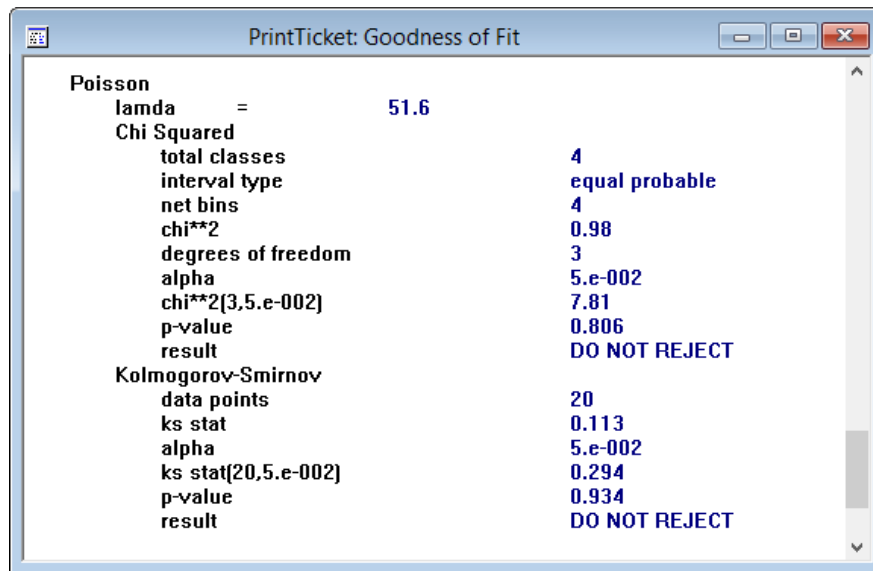 PrintTicket: Goodness of Fit
Poisson
lamda = 51.6
Chi Squared
total classes 4
interval type equal probable
net bins 4
chi**2 0.98
degrees of freedom 3
alpha 5.e-002
chi**2(3,5.e-002) 7.81
p-value 0.806
result DO NOT REJECT
Kolmogorov-Smirnov
data points 20
ks stat 0.113
alpha 5.e-002
ks stat(20,5.e-002) 0.294
p-value 0.934
result DO NOT REJECT